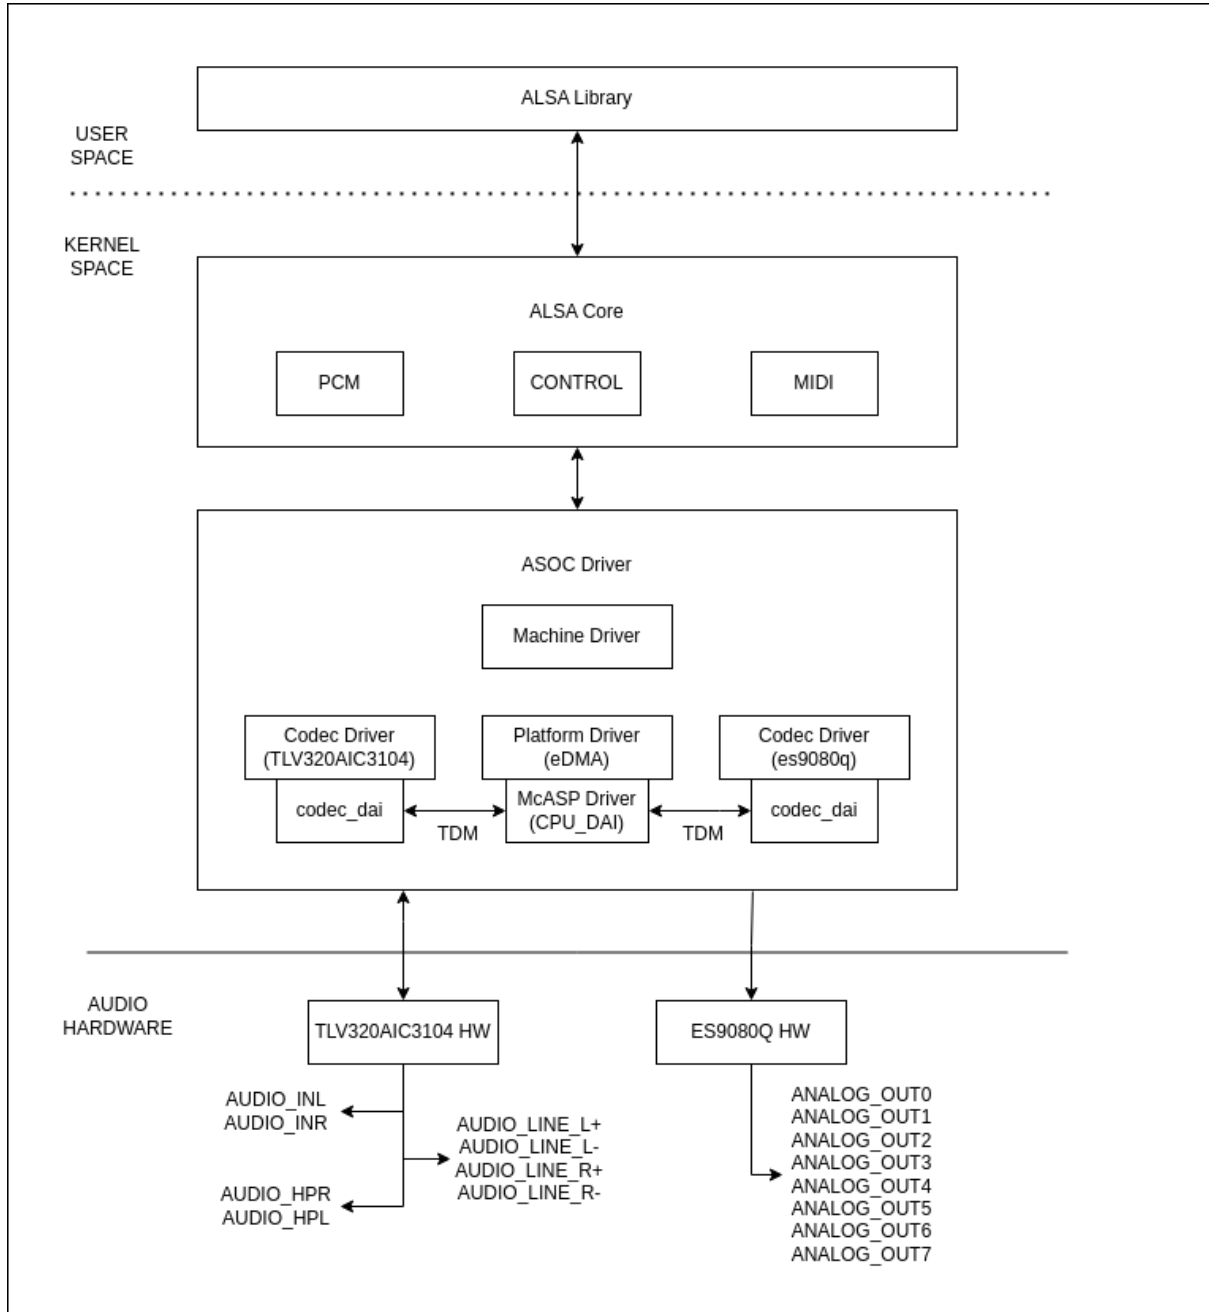 ALSA Library
USER
SPACE
KERNEL
SPACE
ALSA Core
PCM
CONTROL
MIDI
ASOC Driver
Machine Driver
Codec Driver
(TLV320AIC3104)
codec_dai
Platform Driver
(eDMA)
McASP Driver
(CPU_DAI)
Codec Driver
(es9080q)
codec_dai
TDM
TDM
AUDIO
HARDWARE
TLV320AIC3104 HW
ES9080Q HW
AUDIO_INL
AUDIO_INR
AUDIO_LINE_L+
AUDIO_LINE_L-
AUDIO_LINE_R+
AUDIO_LINE_R-
AUDIO_HPR
AUDIO_HPL
ANALOG_OUT0
ANALOG_OUT1
ANALOG_OUT2
ANALOG_OUT3
ANALOG_OUT4
ANALOG_OUT5
ANALOG_OUT6
ANALOG_OUT7